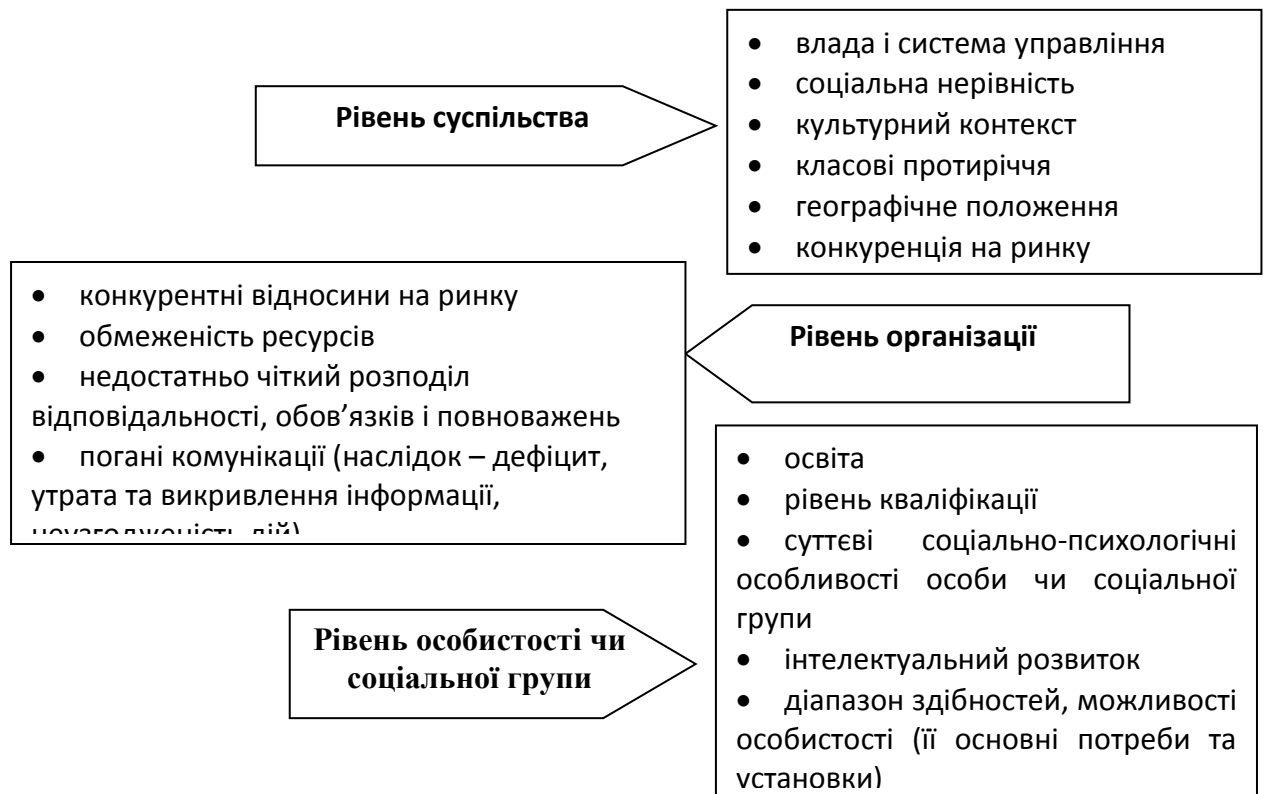 Рівень суспільства
• влада і система управління
• соціальна нерівність
• культурний контекст
• класові протиріччя
• географічне положення
• конкуренція на ринку
• конкурентні відносини на ринку
• обмеженість ресурсів
• недостатньо чіткий розподіл
відповідальності, обов’язків і повноважень
• погані комунікації (наслідок – дефіцит,
утрата та викривлення інформації,
неузгодженість дій)
Рівень організації
Рівень особистості чи
соціальної групи
• освіта
• рівень кваліфікації
• суттєві соціально-психологічні
особливості особи чи соціальної
групи
• інтелектуальний розвиток
• діапазон здібностей, можливості
особистості (її основні потреби та
установки)